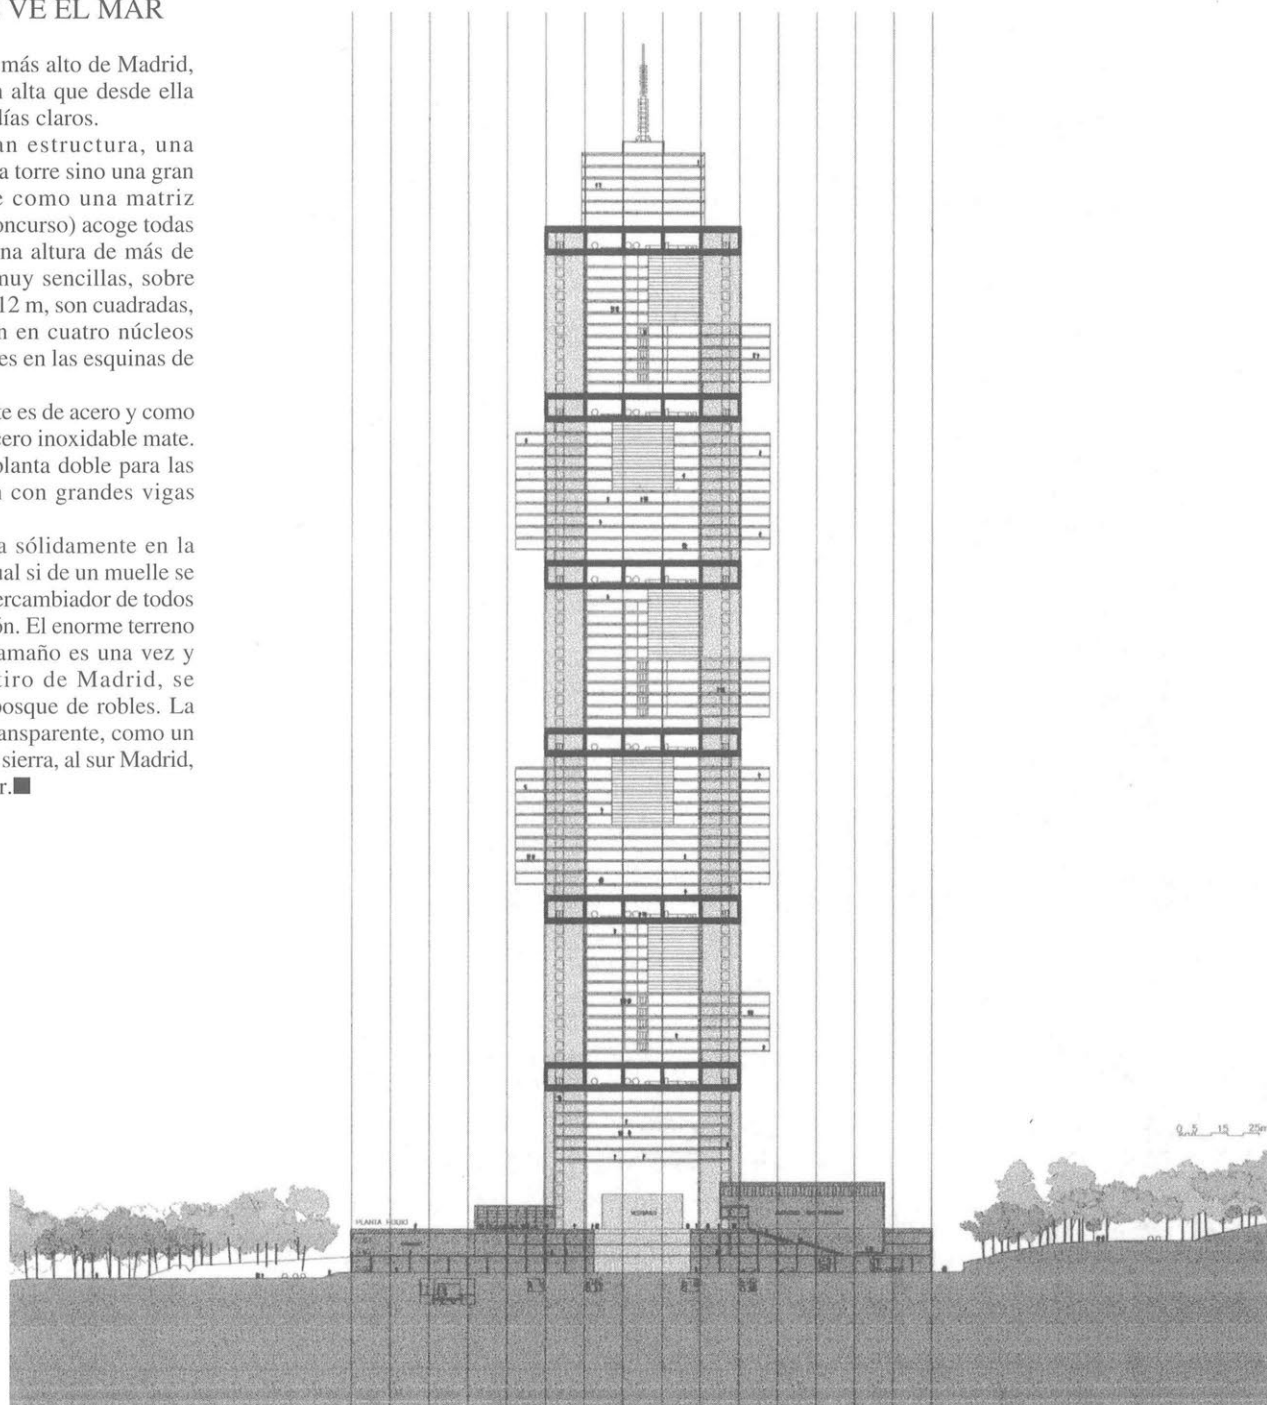 VE EL MAR
más alto de Madrid,
alta que desde ella
días claros.
an estructura, una
a torre sino una gran
e como una matriz
oncurso) acoge todas
na altura de más de
muy sencillas, sobre
12 m, son cuadradas,
n en cuatro núcleos
es en las esquinas de
te es de acero y como
cero inoxidable mate.
planta doble para las
n con grandes vigas
a sólidamente en la
ual si de un muelle se
ercambiador de todos
ón. El enorme terreno
amaño es una vez y
tiro de Madrid, se
bosque de robles. La
ansparente, como un
sierra, al sur Madrid,
r.■
0 5 15 25m
PLANTA